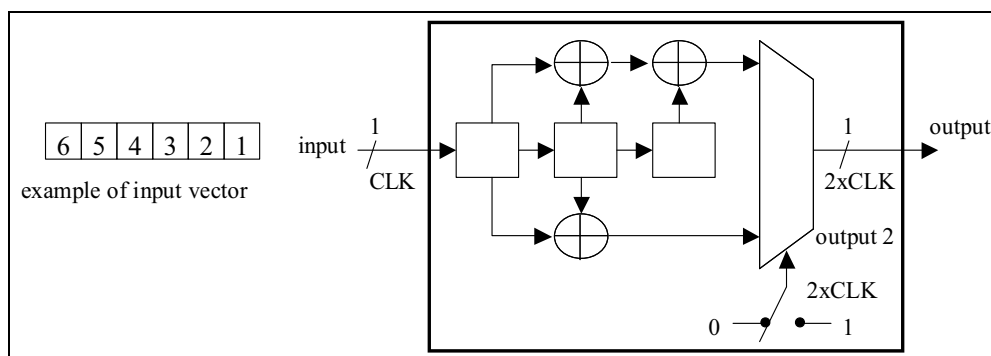 6 5 4 3 2 1
example of input vector
input
1
CLK
1
2xCLK
output
output 2
2xCLK
0
1